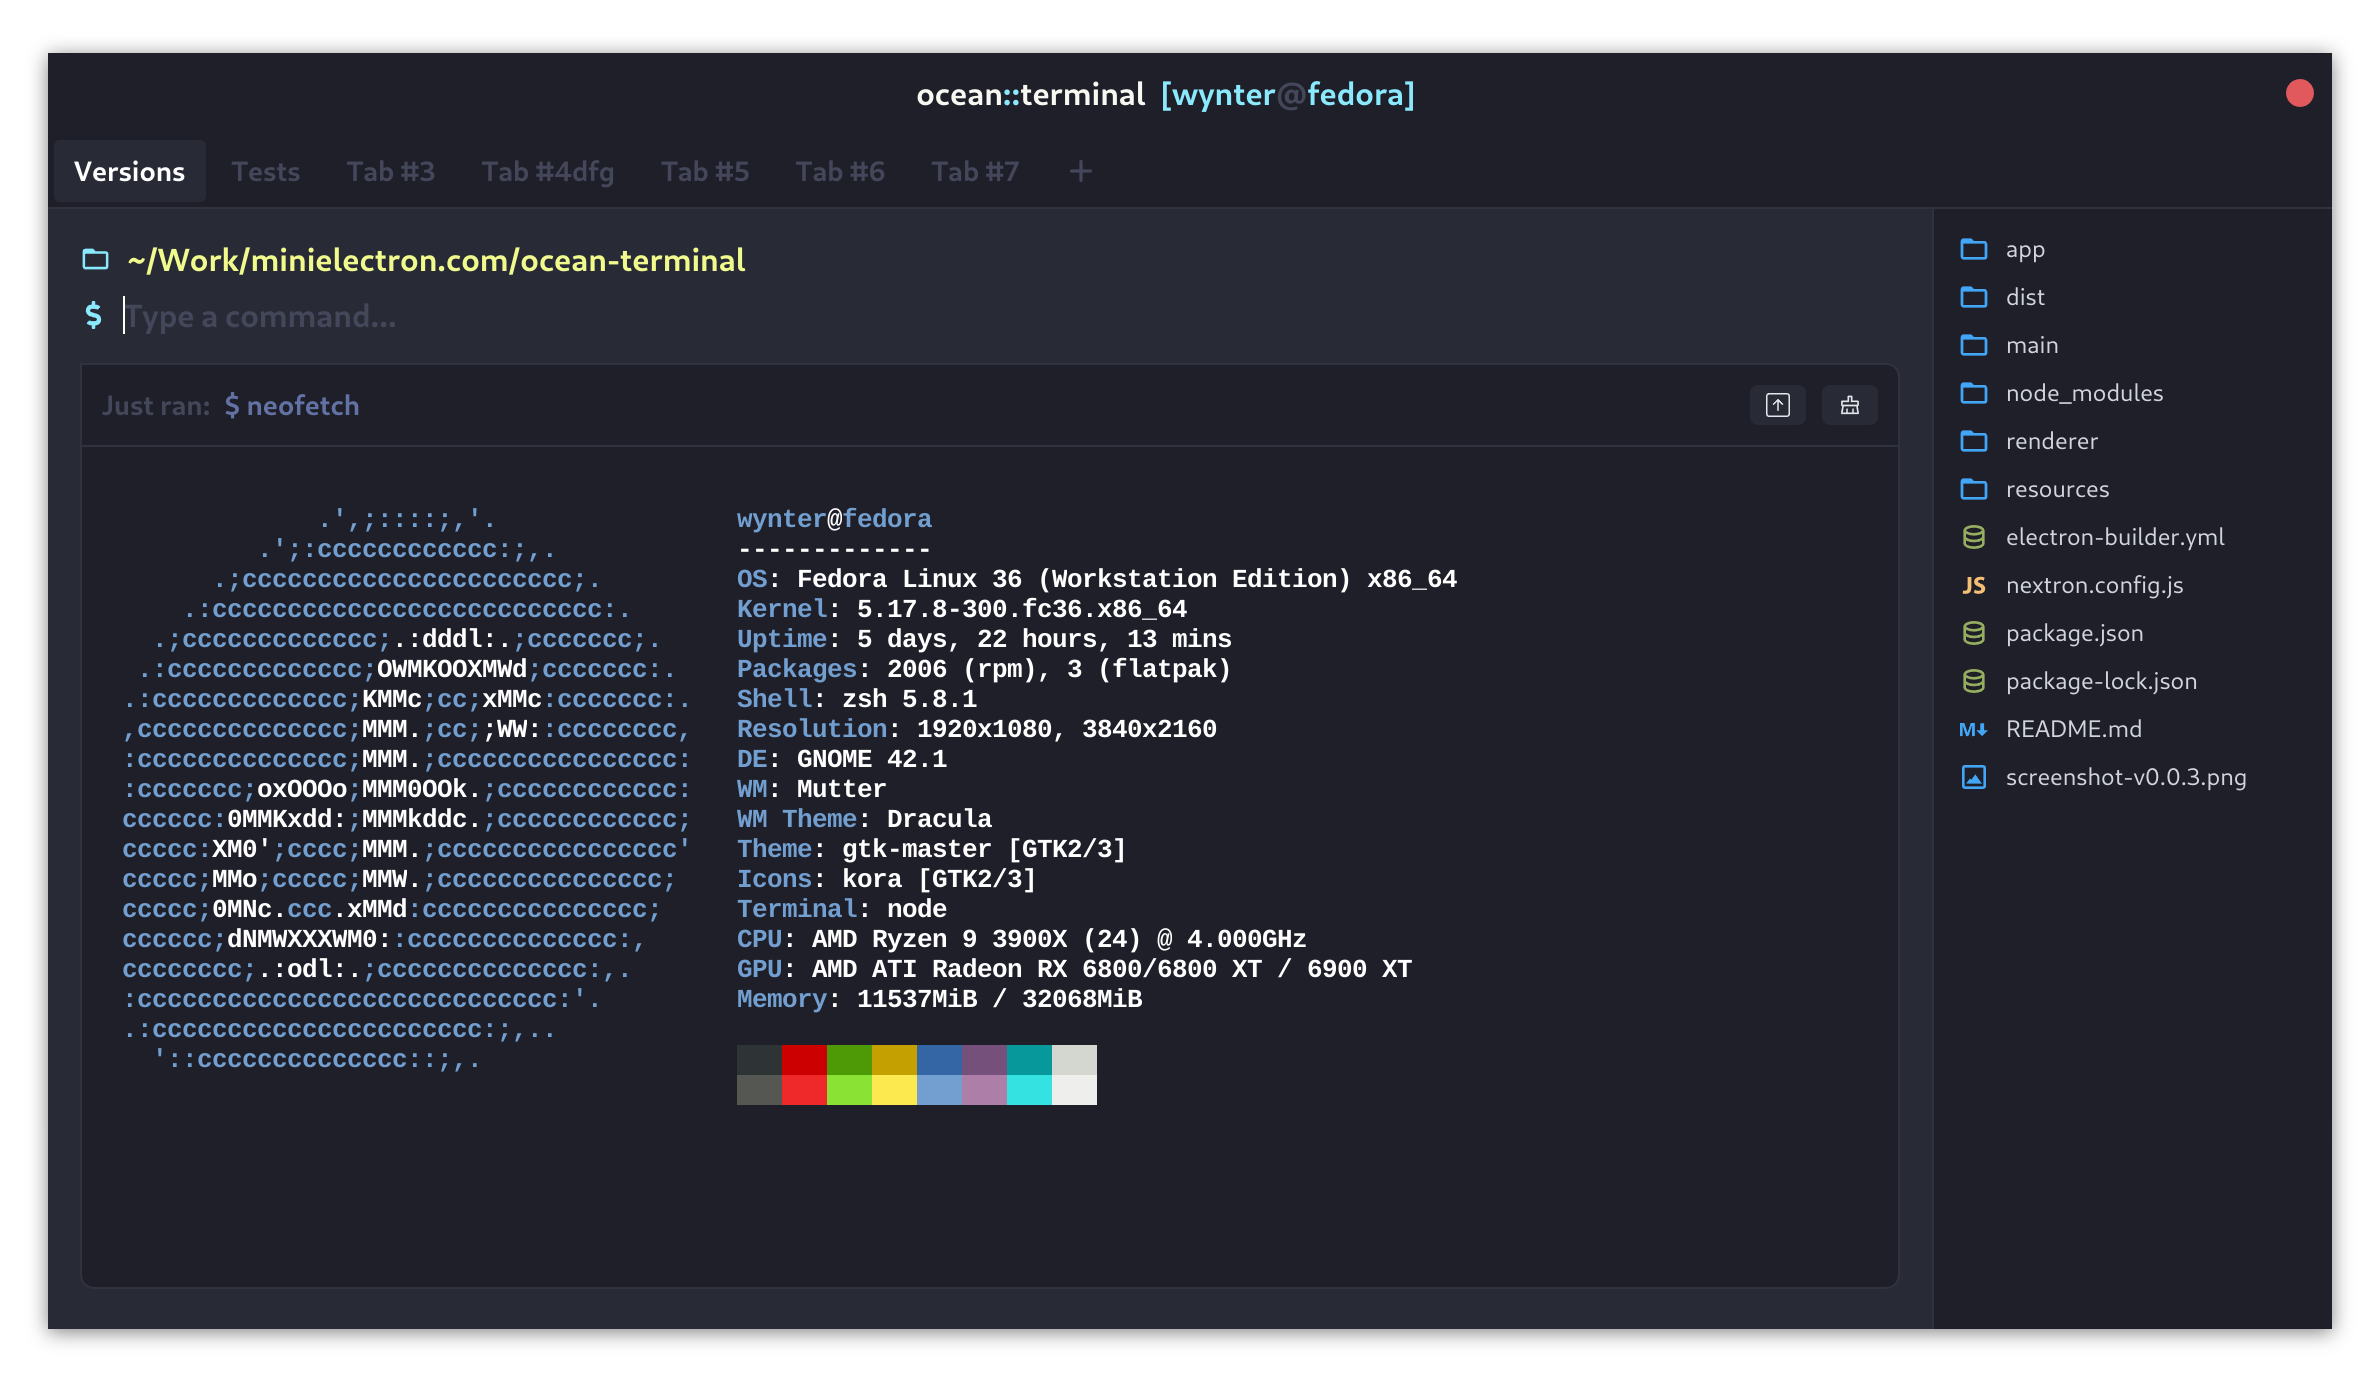 ocean::terminal [wynter@fedora]
Versions Tests Tab #3 Tab #4dfg Tab #5 Tab #6 Tab #7 +
~/Work/minielectron.com/ocean-terminal
$ Type a command...
Just ran: $ neofetch
.',;::::;,'.
.';:cccccccccccc:;,.
.;cccccccccccccccccccccc;.
.:cccccccccccccccccccccccccc:.
.;ccccccccccccc;.:dddl:.;ccccccc;.
.:ccccccccccccc;OWMKOOXMWd;ccccccc:.
.:ccccccccccccc;KMMc;cc;xMMc:ccccccc:.
,cccccccccccccc;MMM.;cc;;WW::cccccccc,
:cccccccccccccc;MMM.;cccccccccccccccc:
:ccccccc;oxOOOo;MMM0OOk.;cccccccccccc:
cccccc:0MMKxdd:;MMMkddc.;cccccccccccc;
ccccc:XM0';cccc;MMM.;cccccccccccccccc'
ccccc;MMo;ccccc;MMW.;ccccccccccccccc;
ccccc;0MNc.ccc.xMMd:ccccccccccccccc;
cccccc;dNMWXXXWM0::cccccccccccccc:,
cccccccc;.:odl:.;cccccccccccccc:,.
:cccccccccccccccccccccccccccc:'.
.:cccccccccccccccccccccc:;,..
'::cccccccccccccc::;,.
wynter@fedora
-------------
OS: Fedora Linux 36 (Workstation Edition) x86_64
Kernel: 5.17.8-300.fc36.x86_64
Uptime: 5 days, 22 hours, 13 mins
Packages: 2006 (rpm), 3 (flatpak)
Shell: zsh 5.8.1
Resolution: 1920x1080, 3840x2160
DE: GNOME 42.1
WM: Mutter
WM Theme: Dracula
Theme: gtk-master [GTK2/3]
Icons: kora [GTK2/3]
Terminal: node
CPU: AMD Ryzen 9 3900X (24) @ 4.000GHz
GPU: AMD ATI Radeon RX 6800/6800 XT / 6900 XT
Memory: 11537MiB / 32068MiB
app
dist
main
node_modules
renderer
resources
electron-builder.yml
JS nextron.config.js
package.json
package-lock.json
M README.md
screenshot-v0.0.3.png